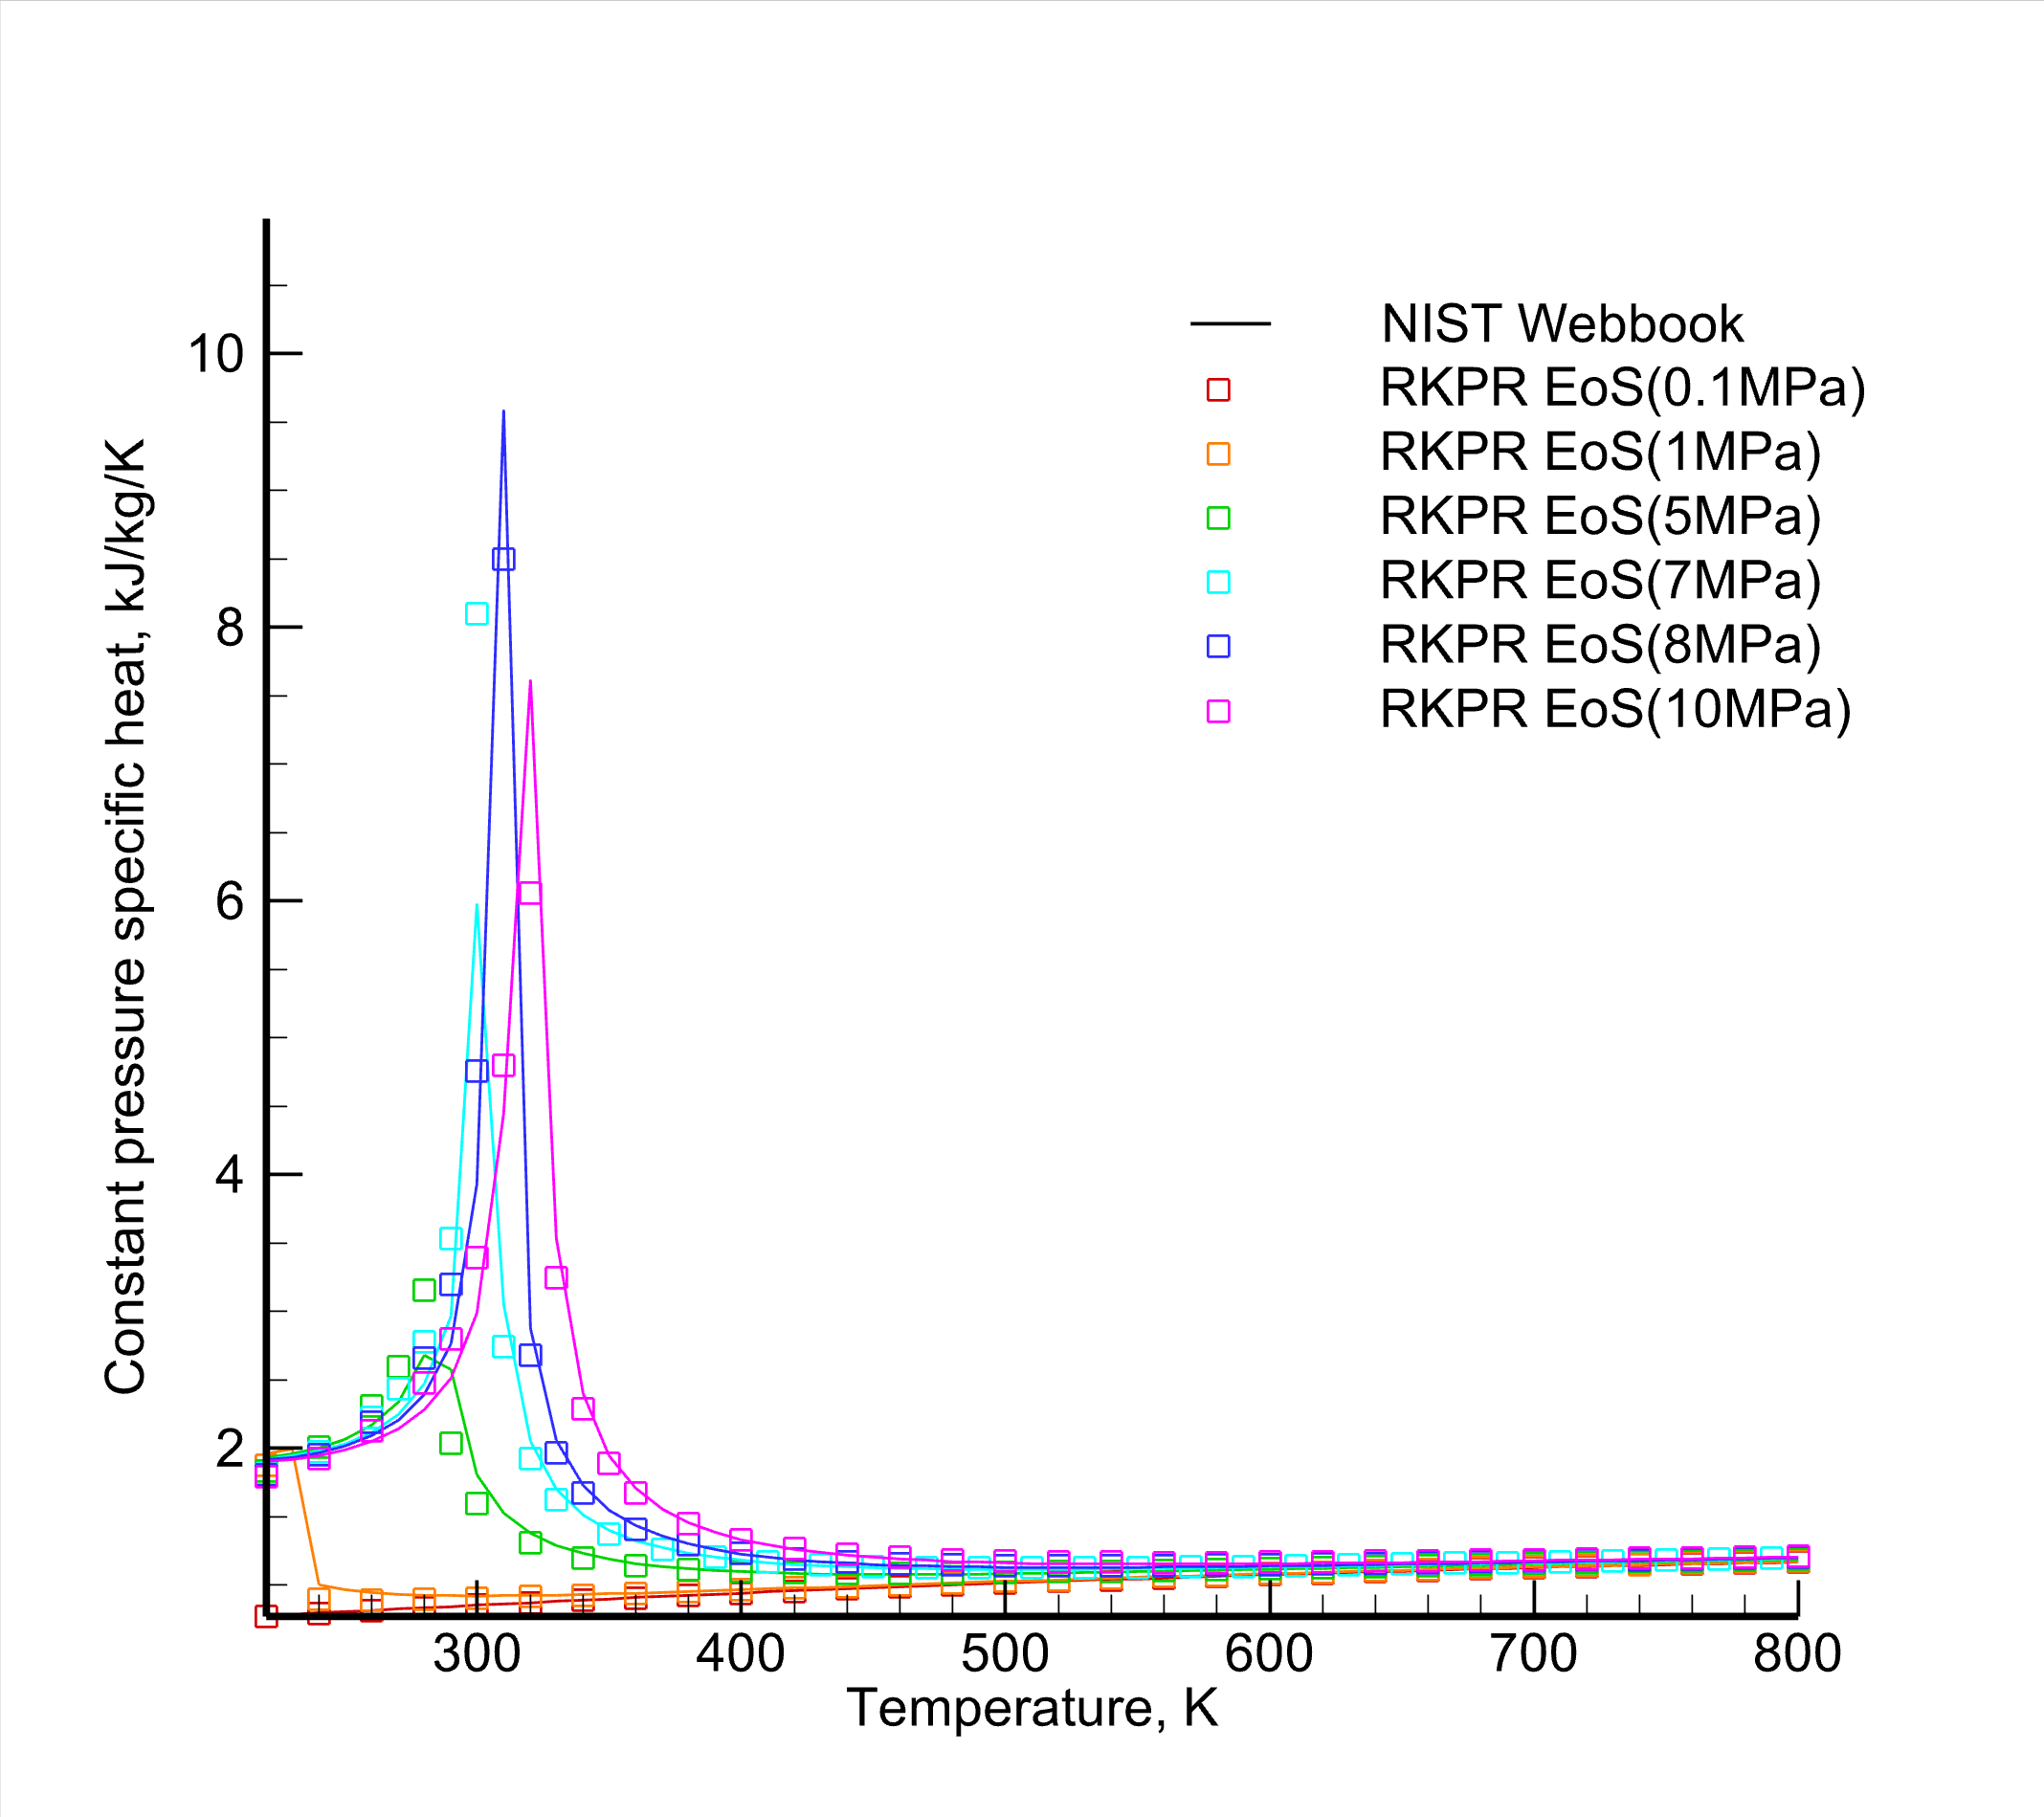 NIST Webbook
RKPR EoS(0.1MPa)
RKPR EoS(1MPa)
RKPR EoS(5MPa)
RKPR EoS(7MPa)
RKPR EoS(8MPa)
RKPR EoS(10MPa)
Constant pressure specific heat, kJ/kg/K
10
8
6
4
2
300 400 500 600 700 800
Temperature, K